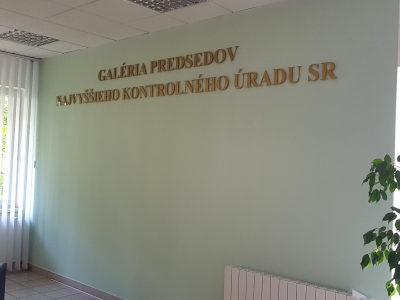 GALÉRIA PREDSEDOV
NAJVYŠŠIEHO KONTROLNÉHO ÚRADU SR